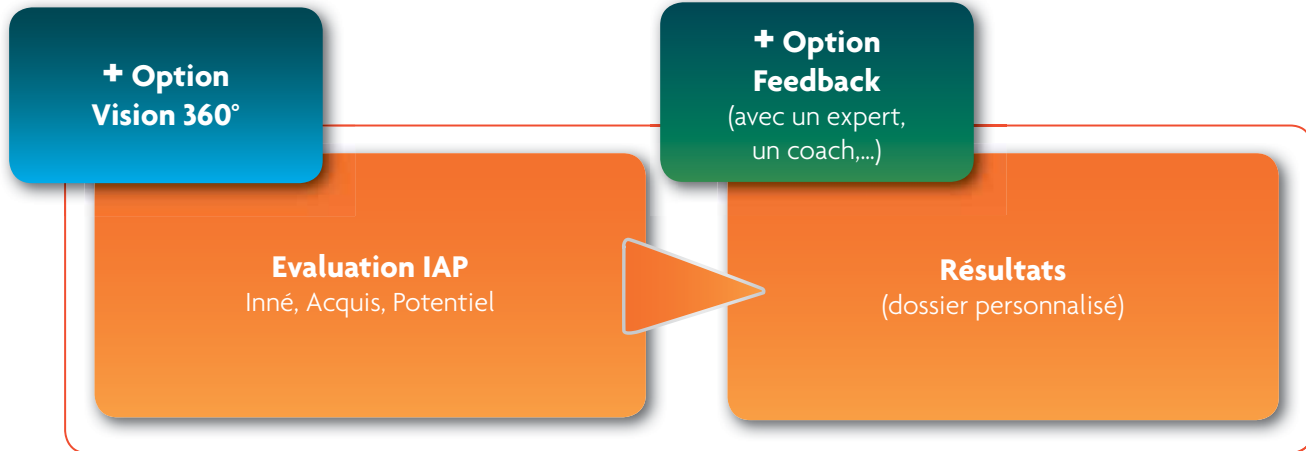 + Option
Vision 360°
+ Option
Feedback
(avec un expert,
un coach,...)
Evaluation IAP
Inné, Acquis, Potentiel
Résultats
(dossier personnalisé)